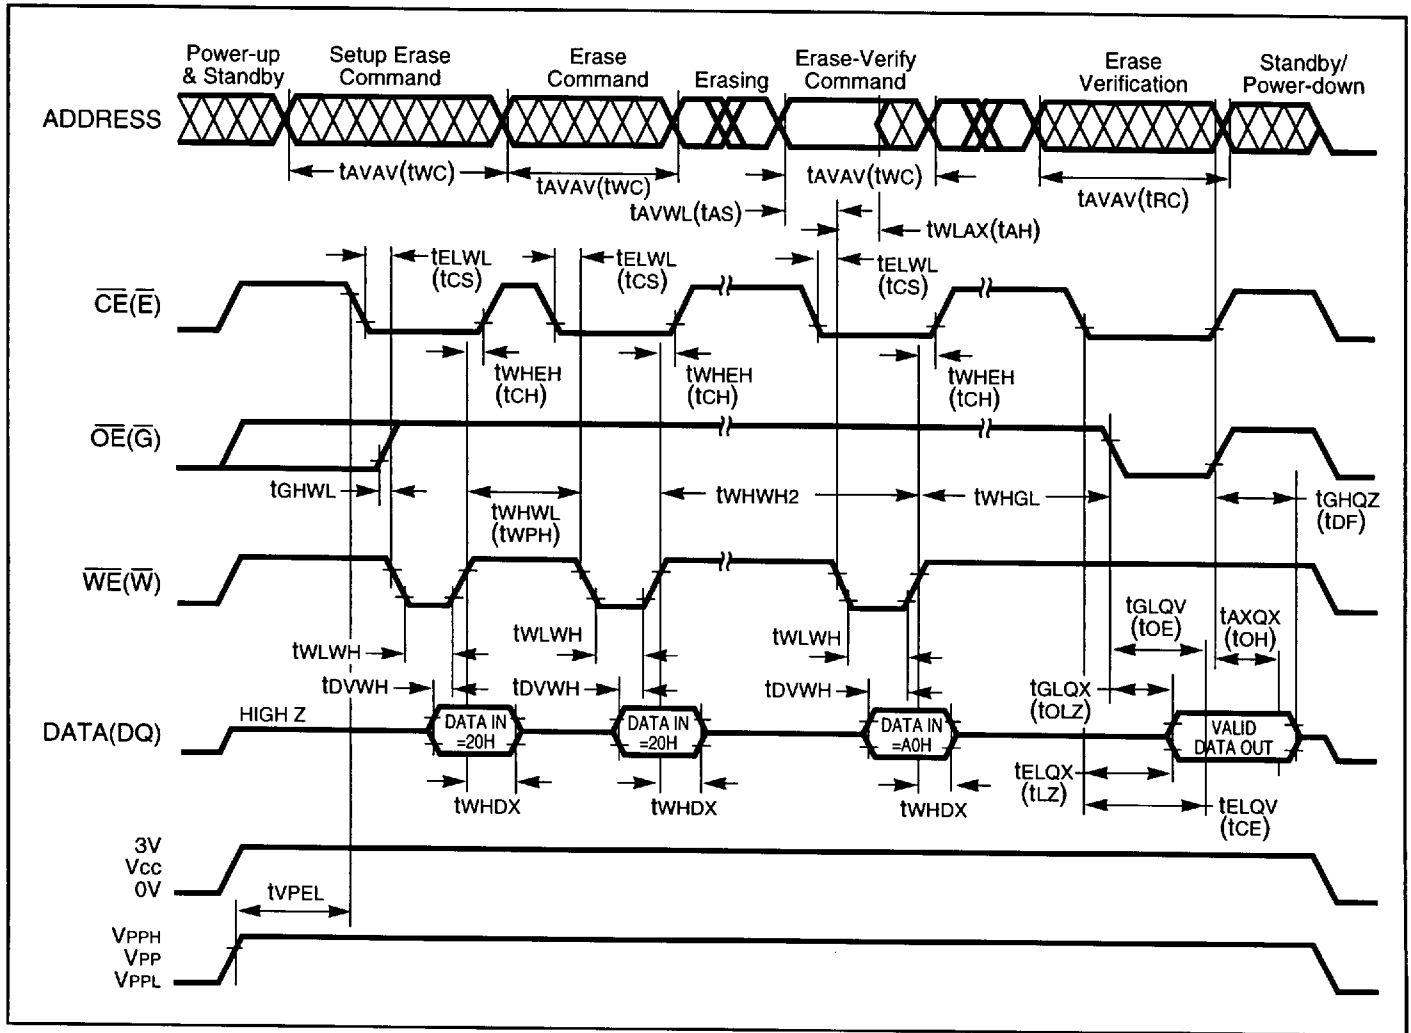 Power-up
& Standby
Setup Erase
Command
Erase
Command
Erasing
Erase-Verify
Command
Erase
Verification
Standby/
Power-down
ADDRESS
tAVAV(tWC)
tAVAV(tWC)
tAVAV(tWC)
tAVAV(tRC)
tAVWL(tAS)
tWLAX(tAH)
tELWL
(tCS)
tELWL
(tCS)
tELWL
(tCS)
CE(E)
tWHEH
(tCH)
tWHEH
(tCH)
tWHEH
(tCH)
OE(G)
tGHWL
tWHWL
(tWPH)
tWHWH2
tWHGL
tGHQZ
(tDF)
WE(W)
tWLWH
tWLWH
tWLWH
tGLQV
(tOE)
tAXQX
(tOH)
tDVWH
tDVWH
tDVWH
tGLQX
(tOLZ)
DATA(DQ)
HIGH Z
DATA IN
=20H
DATA IN
=20H
DATA IN
=A0H
VALID
DATA OUT
tWHDX
tWHDX
tWHDX
tELQX
(tLZ)
tELQV
(tCE)
3V
Vcc
0V
tVPEL
VPPH
VPP
VPPL